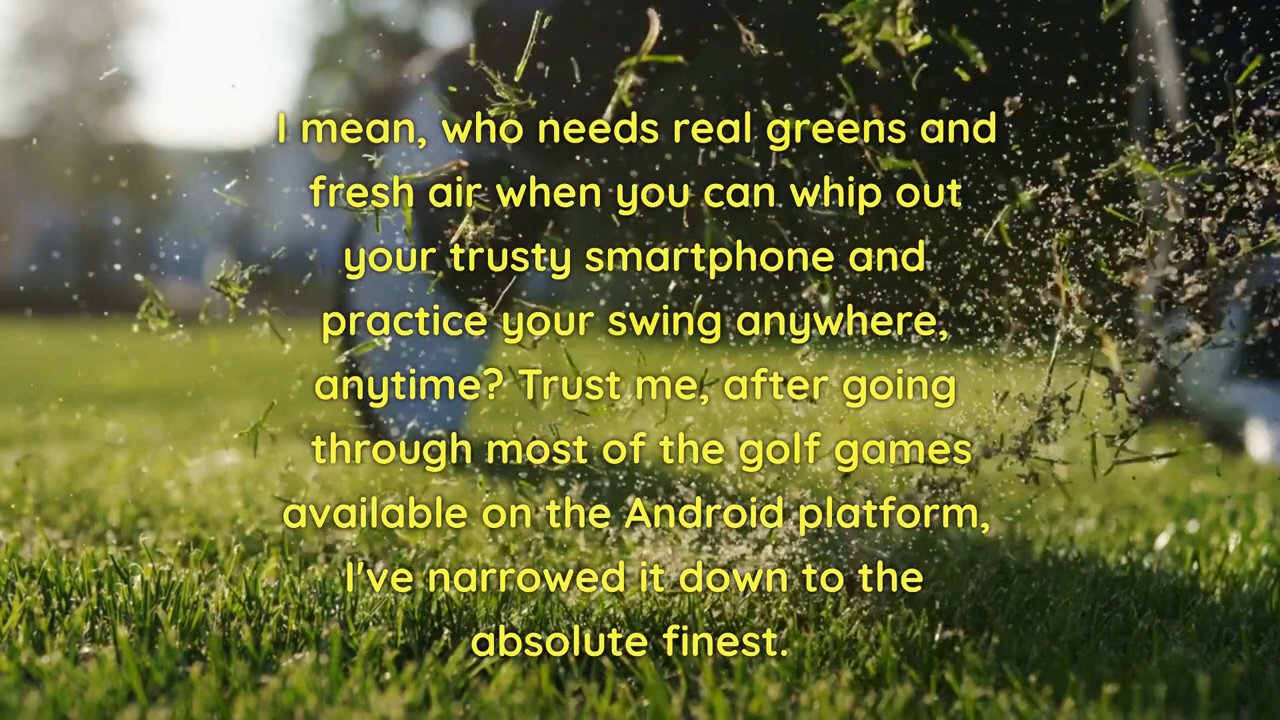 I mean, who needs real greens and
fresh air when you can whip out
your trusty smartphone and
practice your swing anywhere,
anytime? Trust me, after going
through most of the golf games
available on the Android platform,
I've narrowed it down to the
absolute finest.